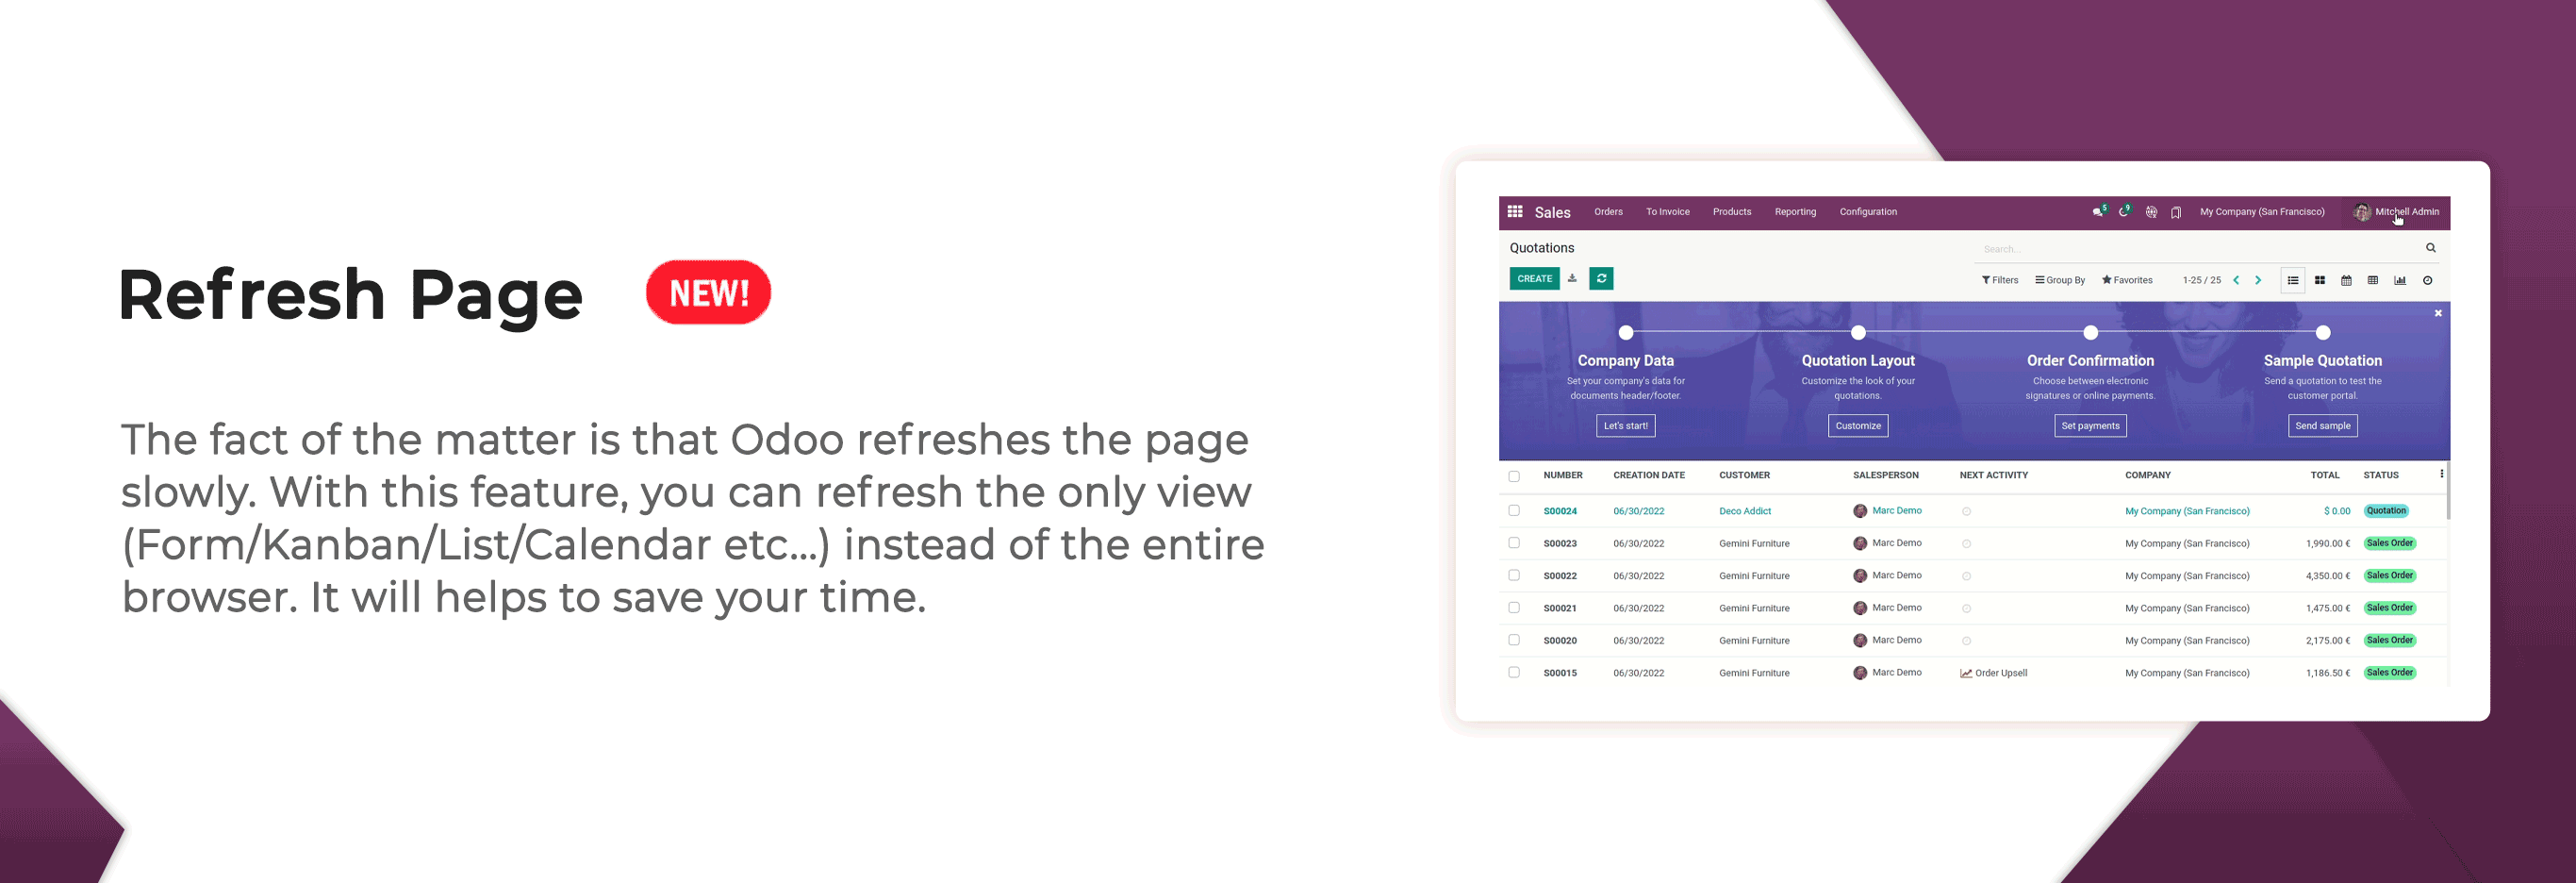 Refresh Page NEW!
The fact of the matter is that Odoo refreshes the page
slowly. With this feature, you can refresh the only view
(Form/Kanban/List/Calendar etc...) instead of the entire
browser. It will helps to save your time.
Sales Orders To Invoice Products Reporting Configuration 5 9 My Company (San Francisco) Mitchell Admin
Quotations Search...
CREATE Filters Group By Favorites 1-25 / 25
Company Data Quotation Layout Order Confirmation Sample Quotation
Set your company's data for Customize the look of your Choose between electronic Send a quotation to test the
documents header/footer. quotations. signatures or online payments. customer portal.
Let's start! Customize Set payments Send sample
NUMBER CREATION DATE CUSTOMER SALESPERSON NEXT ACTIVITY COMPANY TOTAL STATUS
S00024 06/30/2022 Deco Addict Marc Demo My Company (San Francisco) $ 0.00 Quotation
S00023 06/30/2022 Gemini Furniture Marc Demo My Company (San Francisco) 1,990.00 € Sales Order
S00022 06/30/2022 Gemini Furniture Marc Demo My Company (San Francisco) 4,350.00 € Sales Order
S00021 06/30/2022 Gemini Furniture Marc Demo My Company (San Francisco) 1,475.00 € Sales Order
S00020 06/30/2022 Gemini Furniture Marc Demo My Company (San Francisco) 2,175.00 € Sales Order
S00015 06/30/2022 Gemini Furniture Marc Demo Order Upsell My Company (San Francisco) 1,186.50 € Sales Order